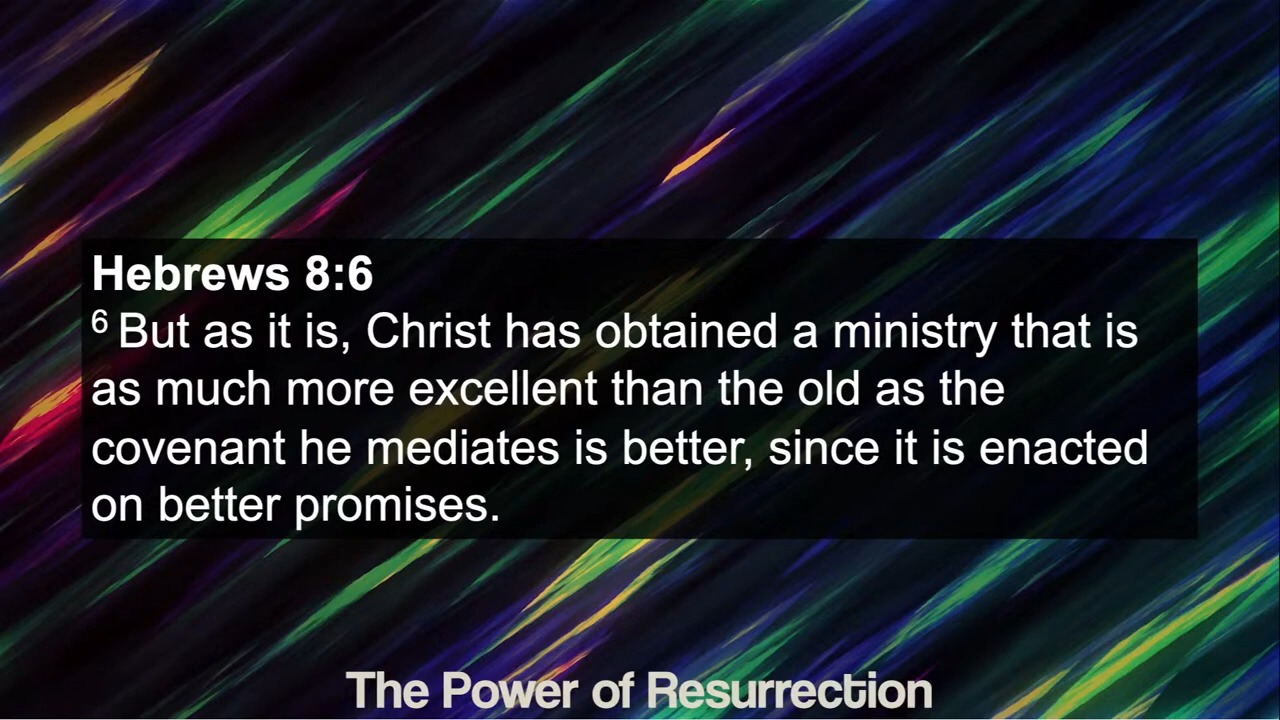 Hebrews 8:6
6 But as it is, Christ has obtained a ministry that is
as much more excellent than the old as the
covenant he mediates is better, since it is enacted
on better promises.
The Power of Resurrection